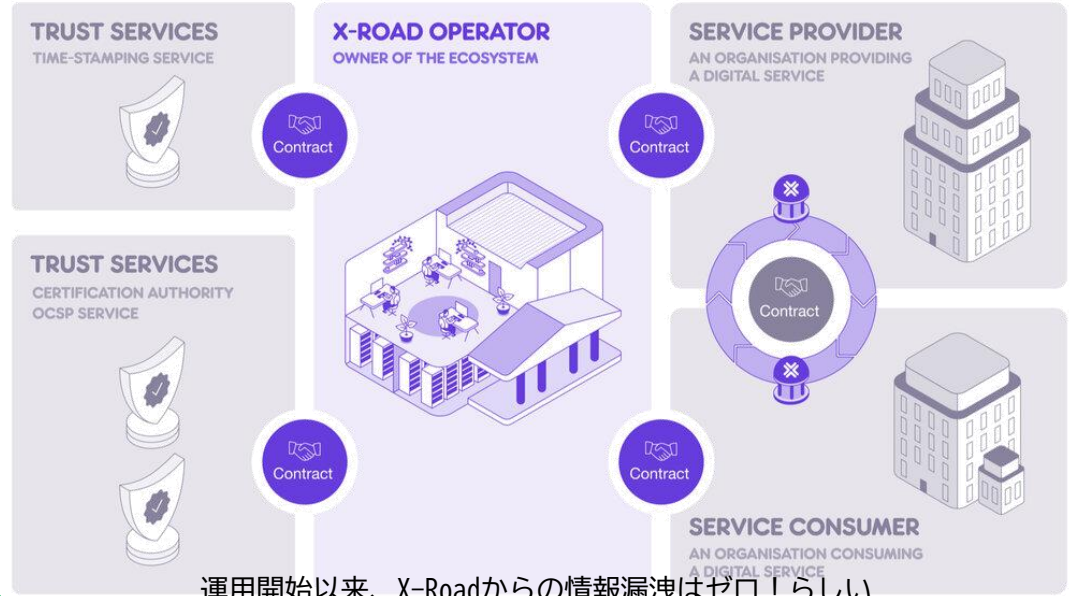 TRUST SERVICES
TIME-STAMPING SERVICE
Contract
X-ROAD OPERATOR
OWNER OF THE ECOSYSTEM
Contract
SERVICE PROVIDER
AN ORGANISATION PROVIDING
A DIGITAL SERVICE
TRUST SERVICES
CERTIFICATION AUTHORITY
OCSP SERVICE
Contract
Contract
Contract
SERVICE CONSUMER
AN ORGANISATION CONSUMING
A DIGITAL SERVICE
運用開始以来、X-Roadからの情報漏洩はゼロ！らしい